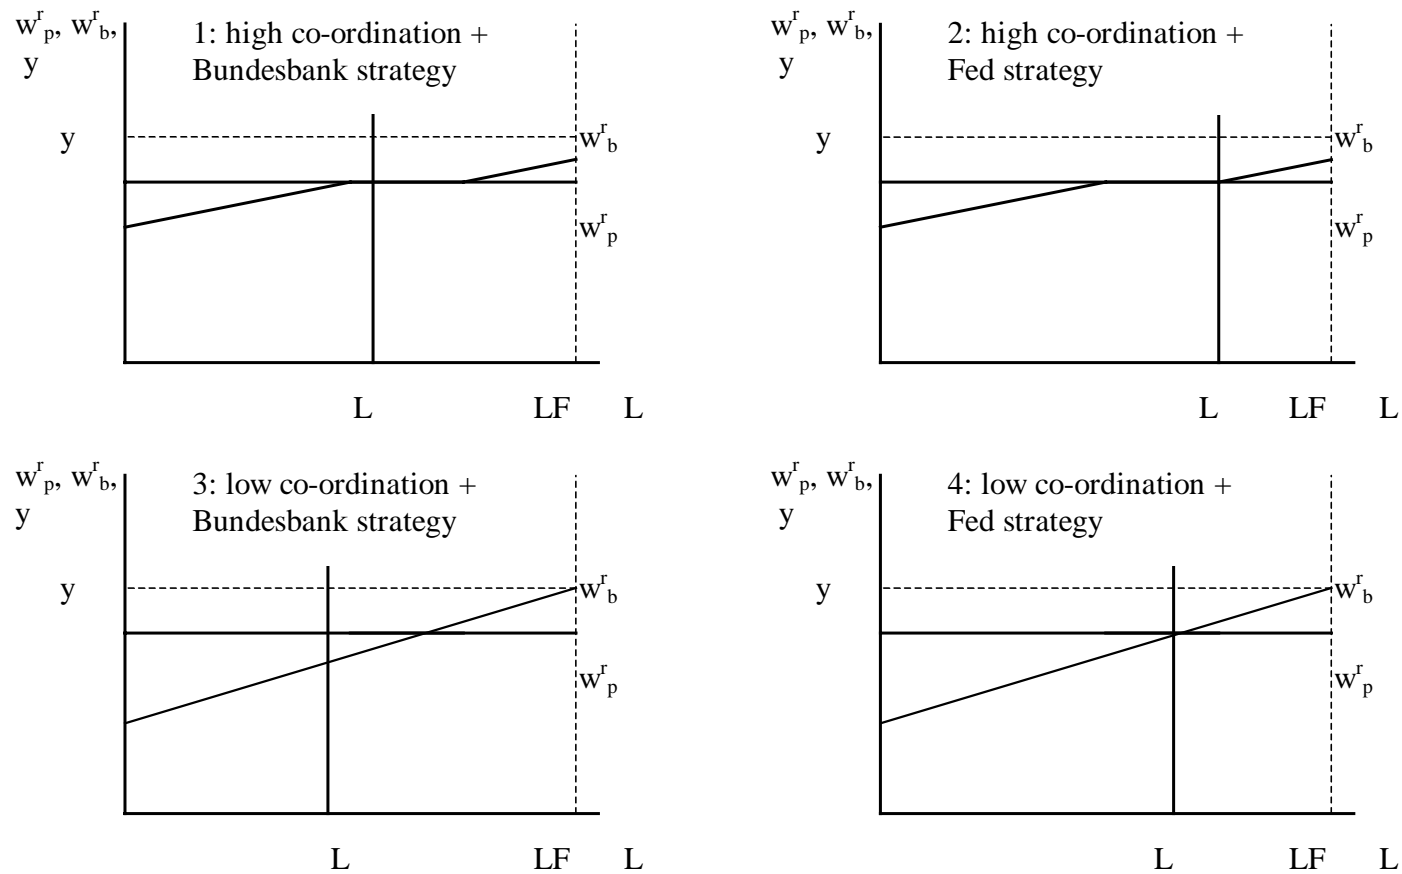 w^r_p, w^r_b,
y
1: high co-ordination +
Bundesbank strategy
y
w^r_b
w^r_p
L LF L
w^r_p, w^r_b,
y
2: high co-ordination +
Fed strategy
y
w^r_b
w^r_p
L LF L
w^r_p, w^r_b,
y
3: low co-ordination +
Bundesbank strategy
y
w^r_b
w^r_p
L LF L
w^r_p, w^r_b,
y
4: low co-ordination +
Fed strategy
y
w^r_b
w^r_p
L LF L